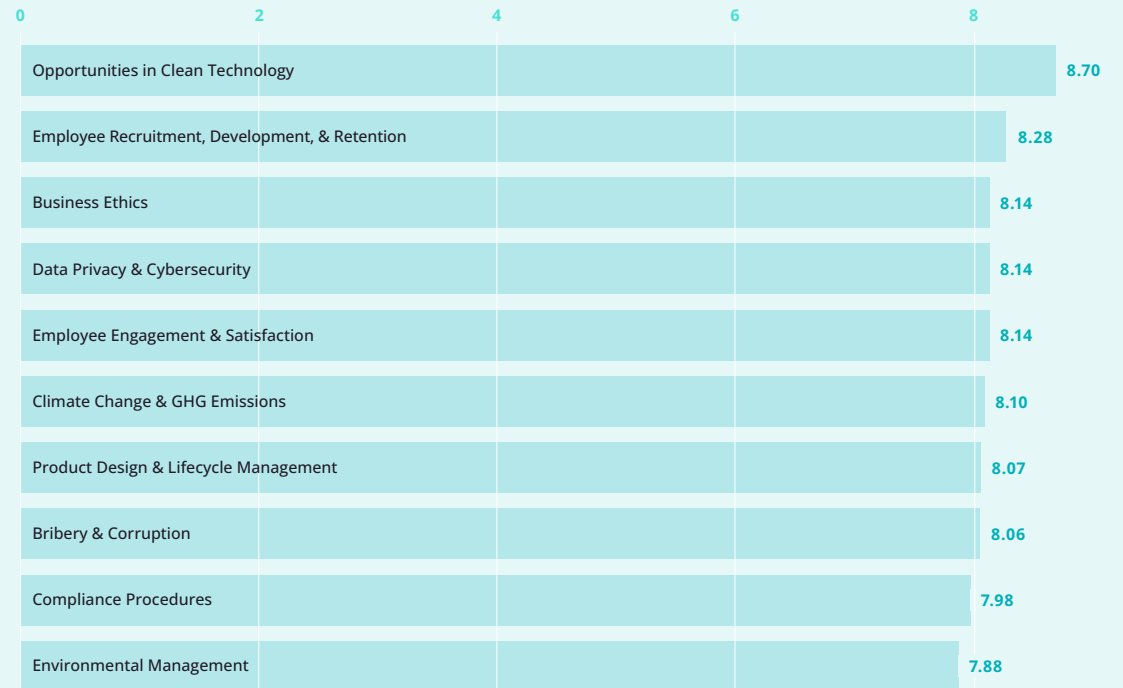 0 2 4 6 8
Opportunities in Clean Technology 8.70
Employee Recruitment, Development, & Retention 8.28
Business Ethics 8.14
Data Privacy & Cybersecurity 8.14
Employee Engagement & Satisfaction 8.14
Climate Change & GHG Emissions 8.10
Product Design & Lifecycle Management 8.07
Bribery & Corruption 8.06
Compliance Procedures 7.98
Environmental Management 7.88